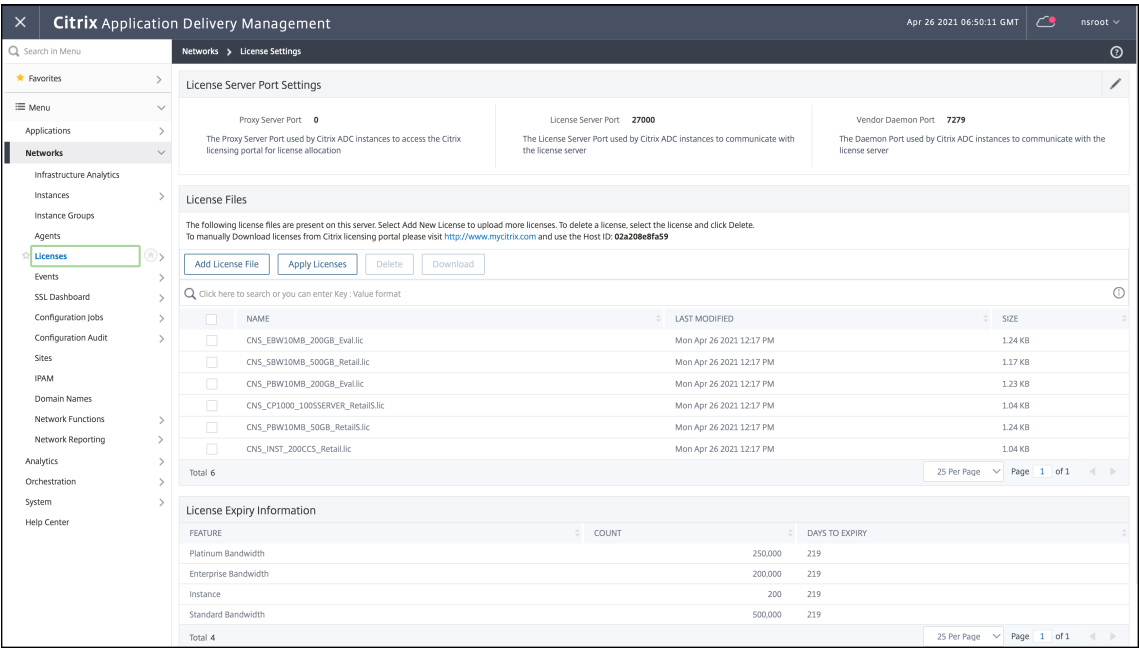 Citrix Application Delivery Management
Apr 26 2021 06:50:11 GMT
nsroot
Search in Menu
Networks > License Settings
Favorites
Menu
Applications
Networks
Infrastructure Analytics
Instances
Instance Groups
Agents
Licenses
Events
SSL Dashboard
Configuration Jobs
Configuration Audit
Sites
IPAM
Domain Names
Network Functions
Network Reporting
Analytics
Orchestration
System
Help Center
License Server Port Settings
Proxy Server Port 0
The Proxy Server Port used by Citrix ADC instances to access the Citrix
licensing portal for license allocation
License Server Port 27000
The License Server Port used by Citrix ADC instances to communicate with
the license server
Vendor Daemon Port 7279
The Daemon Port used by Citrix ADC instances to communicate with the
license server
License Files
The following license files are present on this server. Select Add New License to upload more licenses. To delete a license, select the license and click Delete.
To manually Download licenses from Citrix licensing portal please visit http://www.mycitrix.com and use the Host ID: 02a208e8fa59
Add License File Apply Licenses Delete Download
Click here to search or you can enter Key : Value format
NAME LAST MODIFIED SIZE
CNS_EBW10MB_200GB_Eval.lic Mon Apr 26 2021 12:17 PM 1.24 KB
CNS_SBW10MB_500GB_Retail.lic Mon Apr 26 2021 12:17 PM 1.17 KB
CNS_PBW10MB_200GB_Eval.lic Mon Apr 26 2021 12:17 PM 1.23 KB
CNS_CP1000_100SSERVER_RetailS.lic Mon Apr 26 2021 12:17 PM 1.04 KB
CNS_PBW10MB_50GB_RetailS.lic Mon Apr 26 2021 12:17 PM 1.24 KB
CNS_INST_200CCS_Retail.lic Mon Apr 26 2021 12:17 PM 1.04 KB
Total 6 25 Per Page Page 1 of 1
License Expiry Information
FEATURE COUNT DAYS TO EXPIRY
Platinum Bandwidth 250,000 219
Enterprise Bandwidth 200,000 219
Instance 200 219
Standard Bandwidth 500,000 219
Total 4 25 Per Page Page 1 of 1